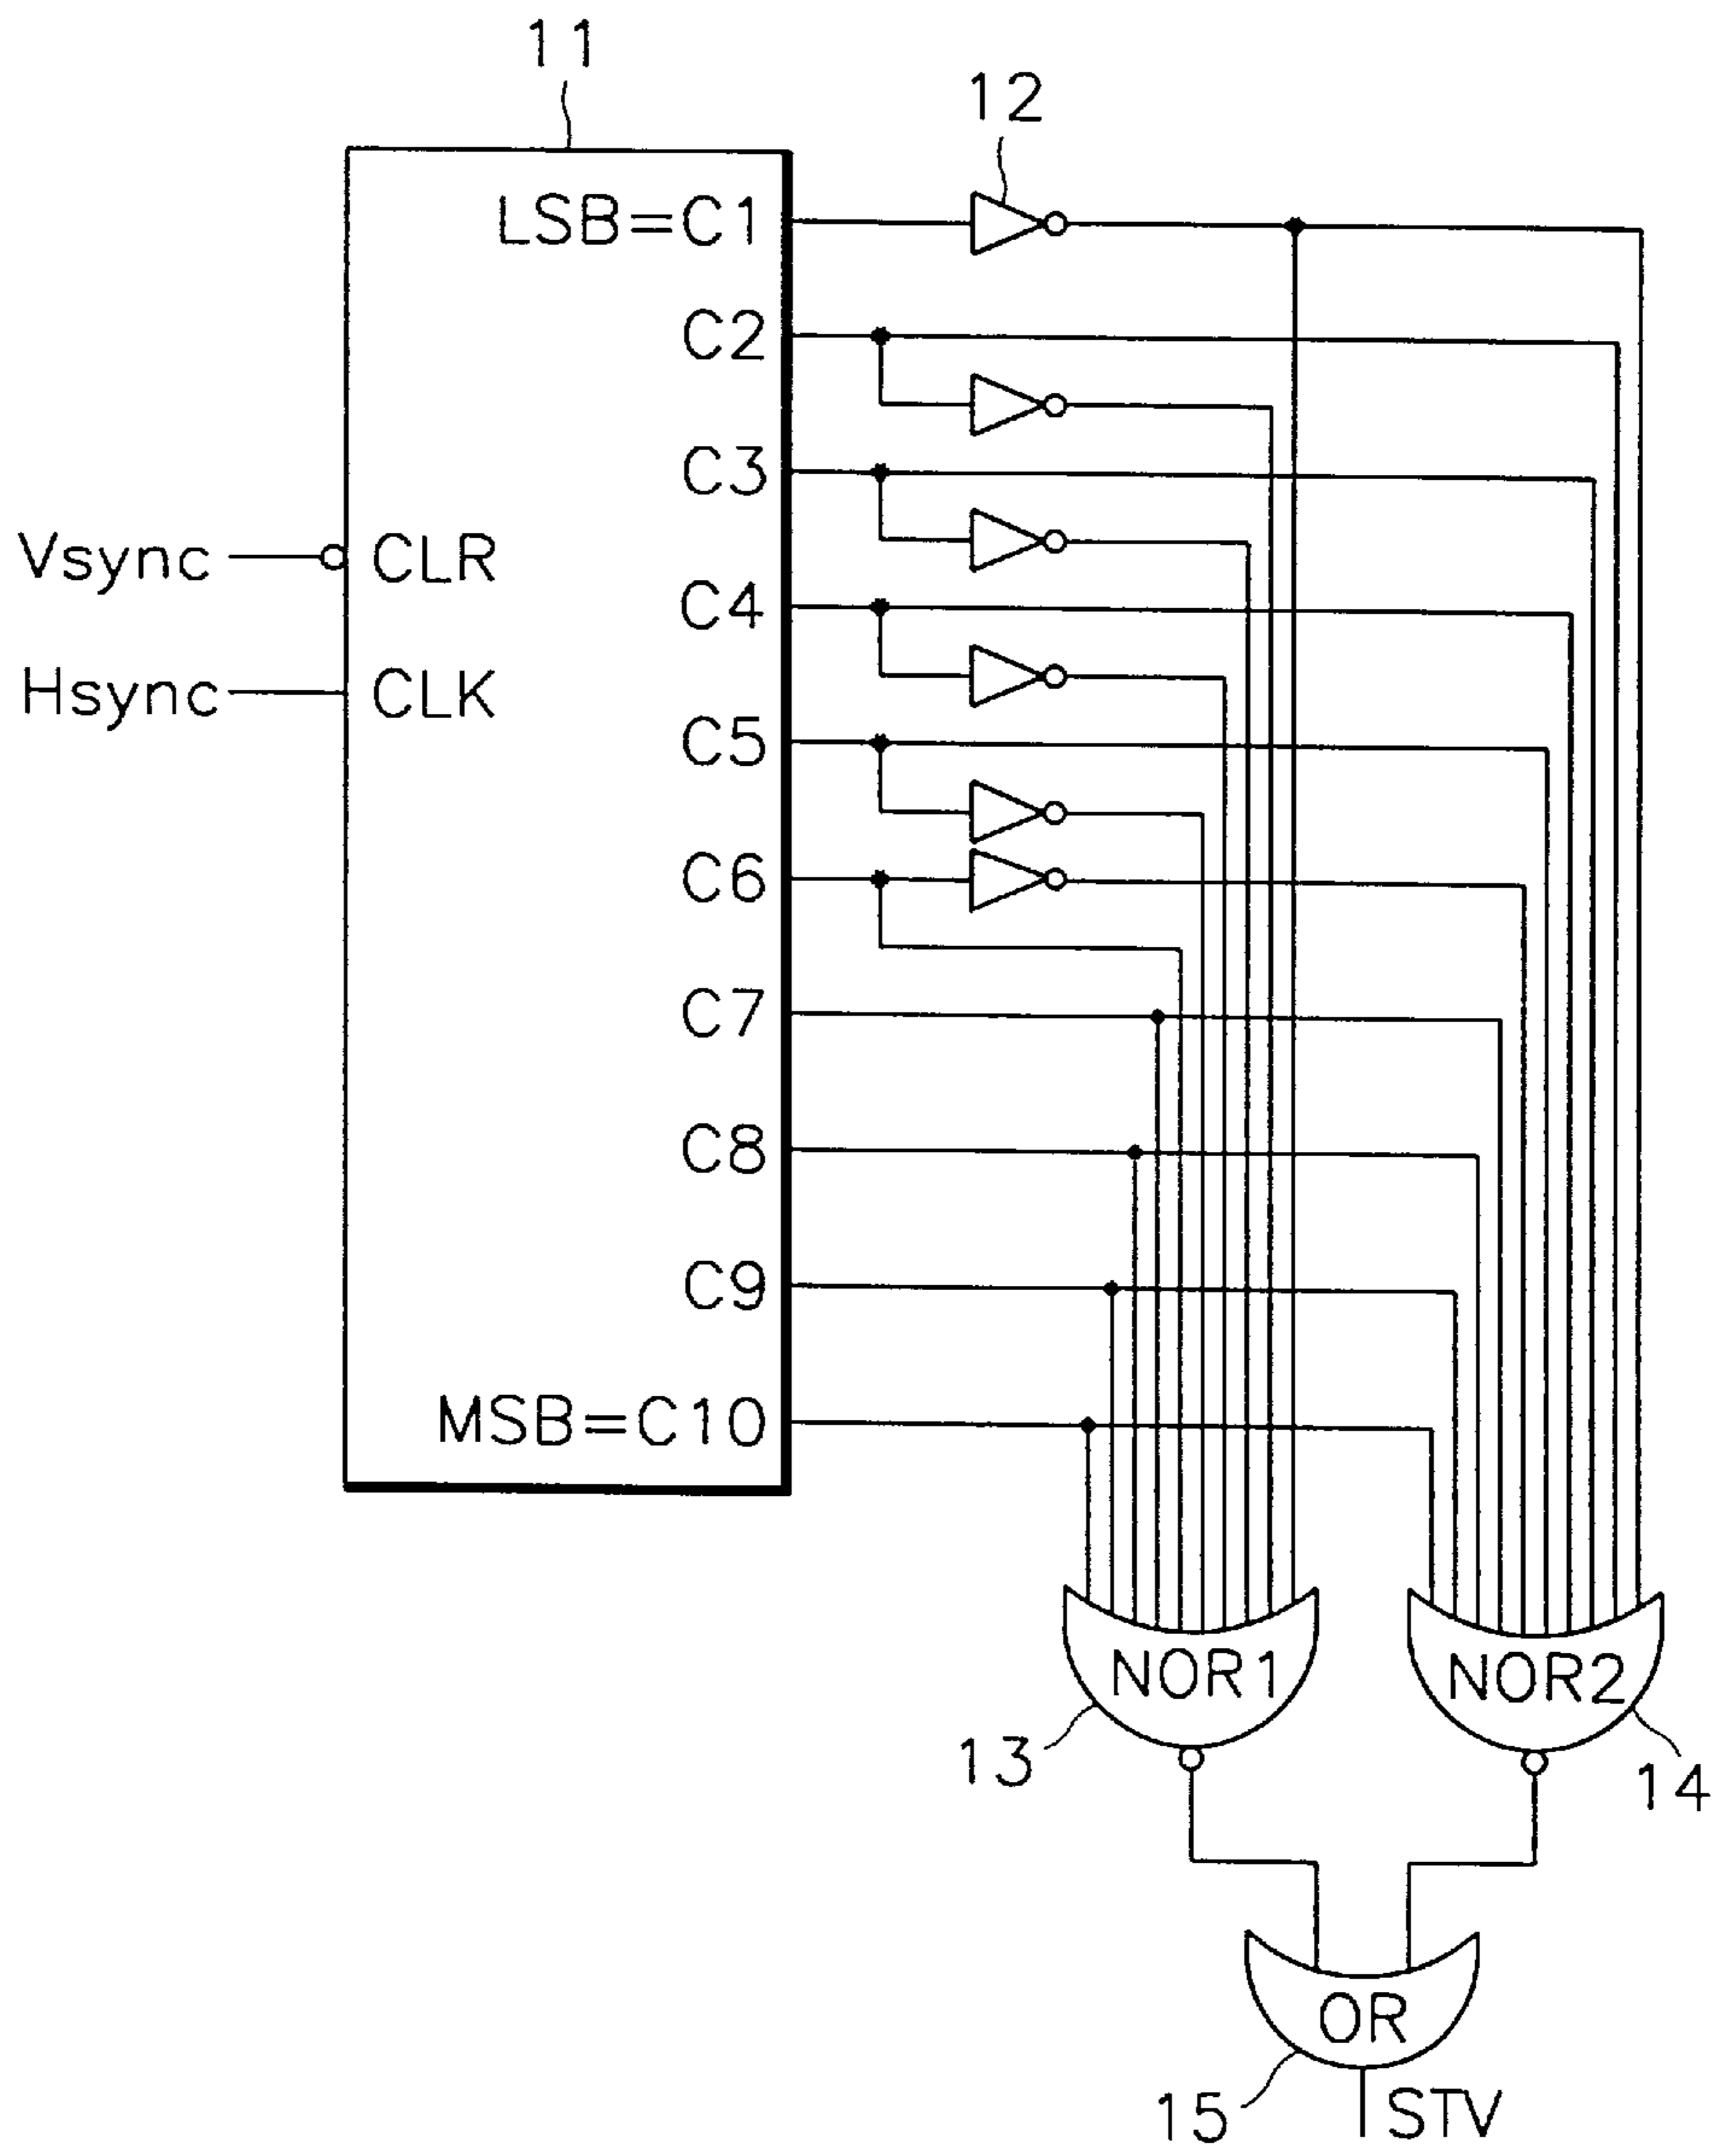 11
12
LSB=C1
C2
C3
Vsync CLR
C4
Hsync CLK
C5
C6
C7
C8
C9
MSB=C10
NOR1 NOR2
13 14
OR
15 STV